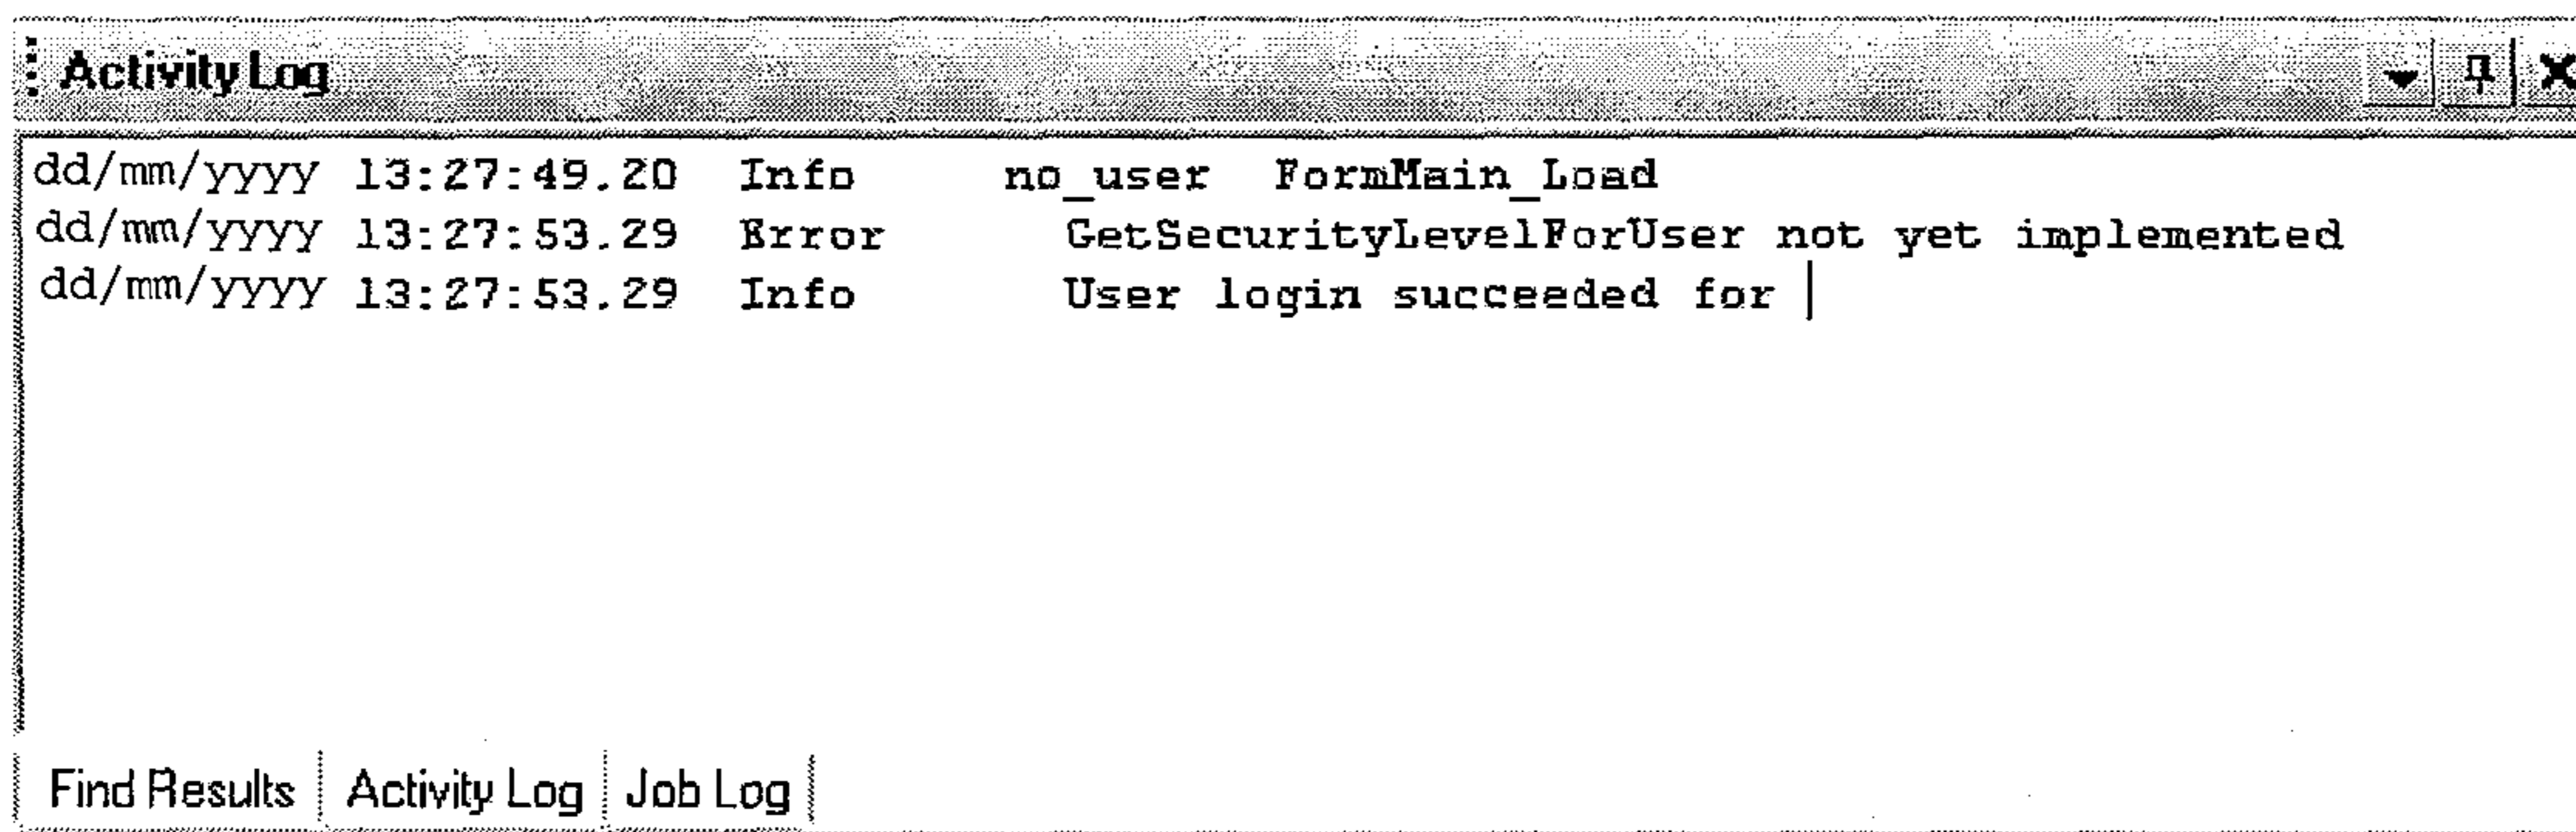 Activity Log
dd/mm/yyyy 13:27:49.20 Info no_user FormMain_Load
dd/mm/yyyy 13:27:53.29 Error GetSecurityLevelForUser not yet implemented
dd/mm/yyyy 13:27:53.29 Info User login succeeded for
Find Results Activity Log Job Log